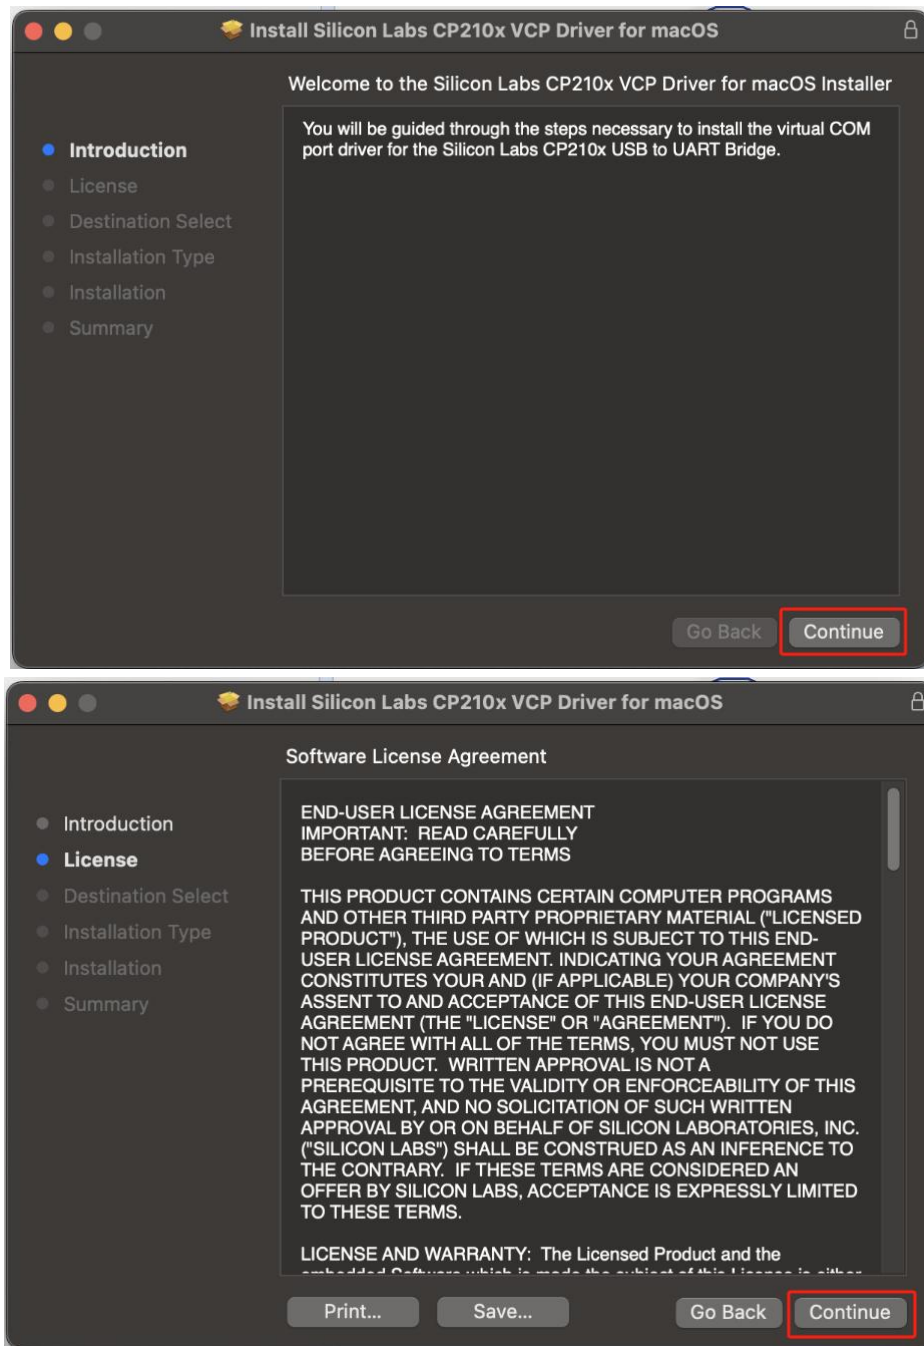 Install Silicon Labs CP210x VCP Driver for macOS
Welcome to the Silicon Labs CP210x VCP Driver for macOS Installer
Introduction
License
Destination Select
Installation Type
Installation
Summary
You will be guided through the steps necessary to install the virtual COM
port driver for the Silicon Labs CP210x USB to UART Bridge.
Go Back
Continue
Install Silicon Labs CP210x VCP Driver for macOS
Software License Agreement
Introduction
License
Destination Select
Installation Type
Installation
Summary
END-USER LICENSE AGREEMENT
IMPORTANT: READ CAREFULLY
BEFORE AGREEING TO TERMS
THIS PRODUCT CONTAINS CERTAIN COMPUTER PROGRAMS
AND OTHER THIRD PARTY PROPRIETARY MATERIAL ("LICENSED
PRODUCT"), THE USE OF WHICH IS SUBJECT TO THIS END-
USER LICENSE AGREEMENT. INDICATING YOUR AGREEMENT
CONSTITUTES YOUR AND (IF APPLICABLE) YOUR COMPANY'S
ASSENT TO AND ACCEPTANCE OF THIS END-USER LICENSE
AGREEMENT (THE "LICENSE" OR "AGREEMENT"). IF YOU DO
NOT AGREE WITH ALL OF THE TERMS, YOU MUST NOT USE
THIS PRODUCT. WRITTEN APPROVAL IS NOT A
PREREQUISITE TO THE VALIDITY OR ENFORCEABILITY OF THIS
AGREEMENT, AND NO SOLICITATION OF SUCH WRITTEN
APPROVAL BY OR ON BEHALF OF SILICON LABORATORIES, INC.
("SILICON LABS") SHALL BE CONSTRUED AS AN INFERENCE TO
THE CONTRARY. IF THESE TERMS ARE CONSIDERED AN
OFFER BY SILICON LABS, ACCEPTANCE IS EXPRESSLY LIMITED
TO THESE TERMS.
LICENSE AND WARRANTY: The Licensed Product and the
Print...
Save...
Go Back
Continue